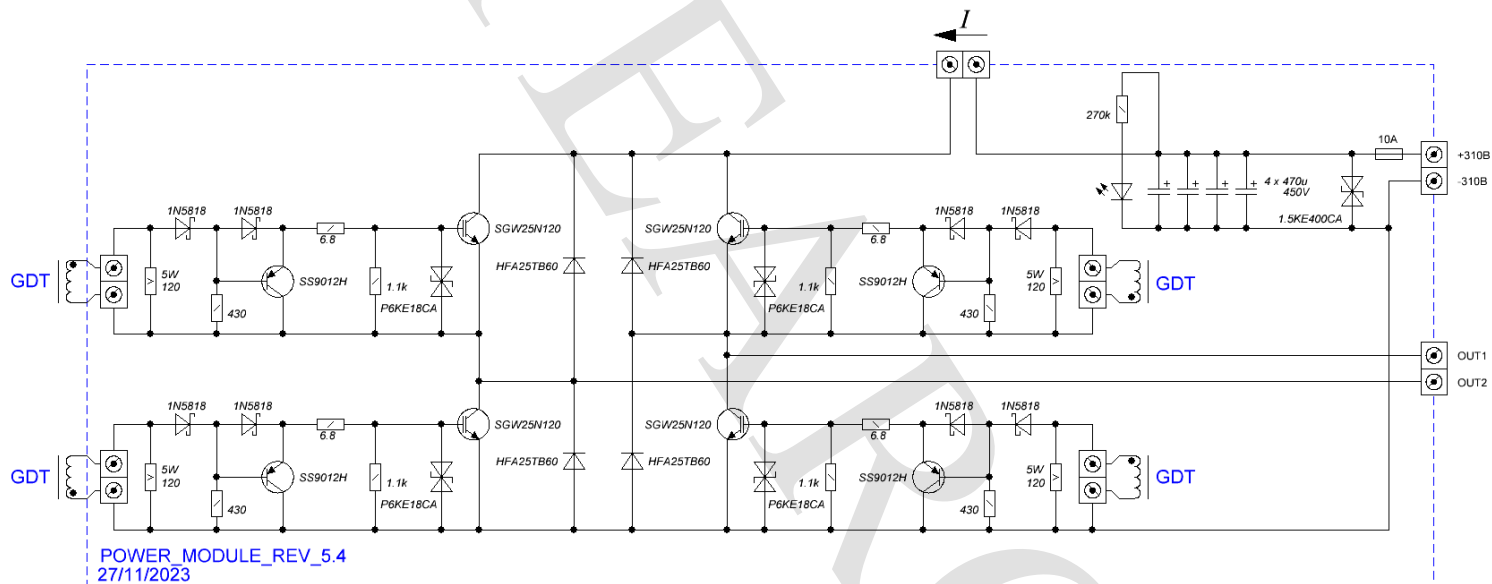 I
270k
10A
+310B
-310B
4 x 470u
450V
1.5KE400CA
1N5818
1N5818
6.8
SGW25N120
SGW25N120
6.8
1N5818
1N5818
HFA25TB60
HFA25TB60
GDT
5W
120
SS9012H
430
1.1k
P6KE18CA
P6KE18CA
1.1k
SS9012H
430
5W
120
GDT
OUT1
OUT2
1N5818
1N5818
6.8
SGW25N120
SGW25N120
6.8
1N5818
1N5818
HFA25TB60
HFA25TB60
GDT
5W
120
SS9012H
430
1.1k
P6KE18CA
P6KE18CA
1.1k
SS9012H
430
5W
120
GDT
POWER_MODULE_REV_5.4
27/11/2023